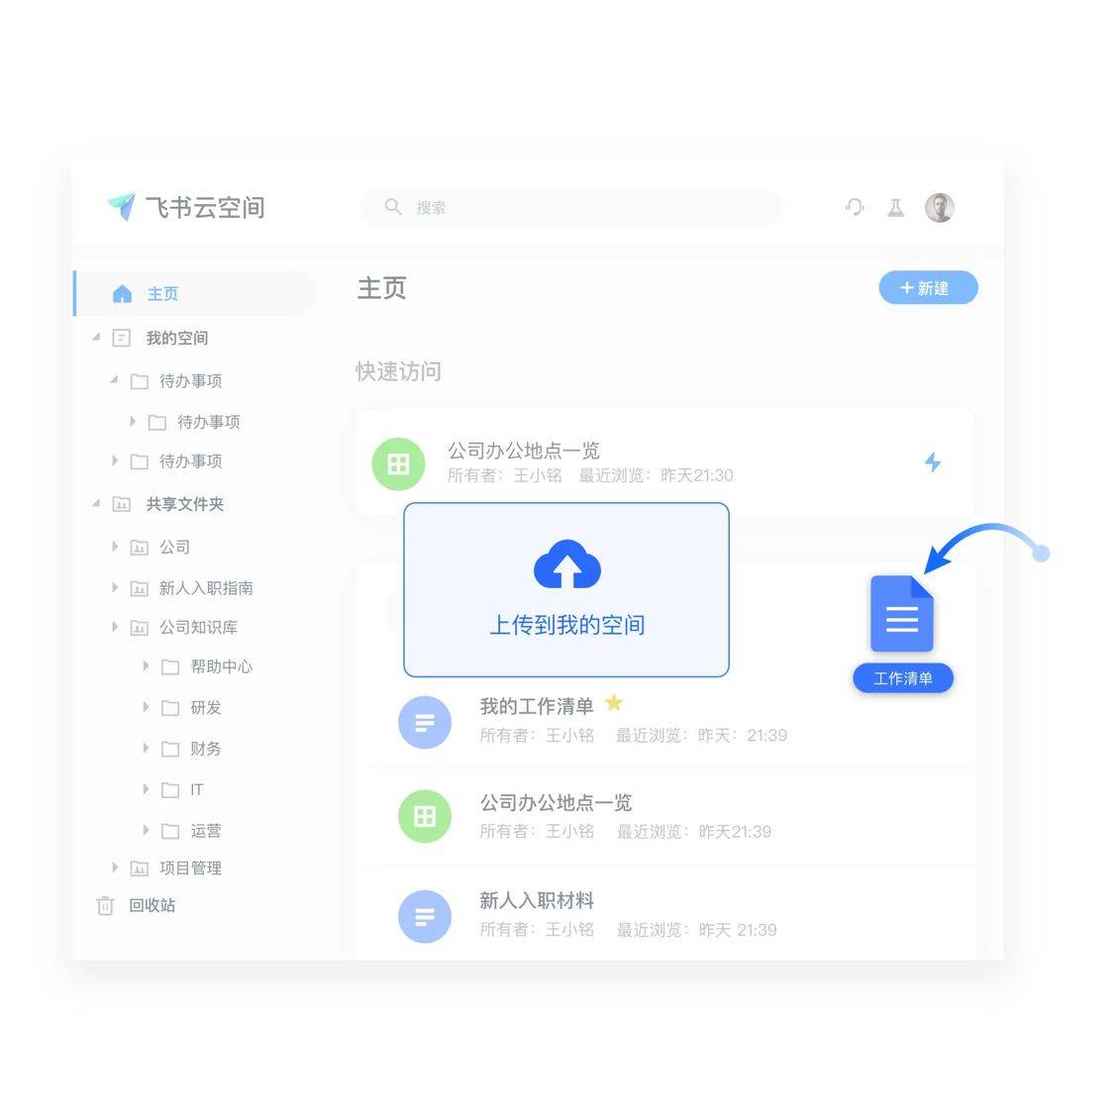 飞书云空间
搜索
主页
我的空间
待办事项
待办事项
待办事项
共享文件夹
公司
新人入职指南
公司知识库
帮助中心
研发
财务
IT
运营
项目管理
回收站
主页
+新建
快速访问
公司办公地点一览
所有者：王小铭 最近浏览：昨天21:30
上传到我的空间
工作清单
我的工作清单
所有者：王小铭 最近浏览：昨天：21:39
公司办公地点一览
所有者：王小铭 最近浏览：昨天21:39
新人入职材料
所有者：王小铭 最近浏览：昨天 21:39